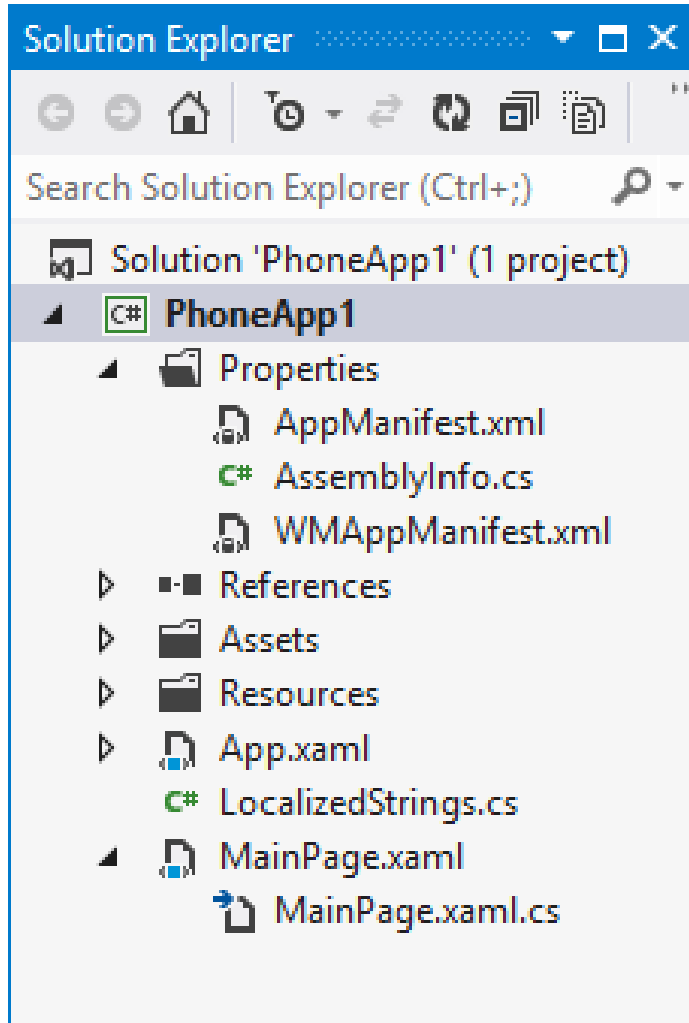 Solution Explorer
Search Solution Explorer (Ctrl+;)
Solution 'PhoneApp1' (1 project)
C# PhoneApp1
Properties
AppManifest.xml
C# AssemblyInfo.cs
WMAppManifest.xml
References
Assets
Resources
App.xaml
C# LocalizedStrings.cs
MainPage.xaml
MainPage.xaml.cs